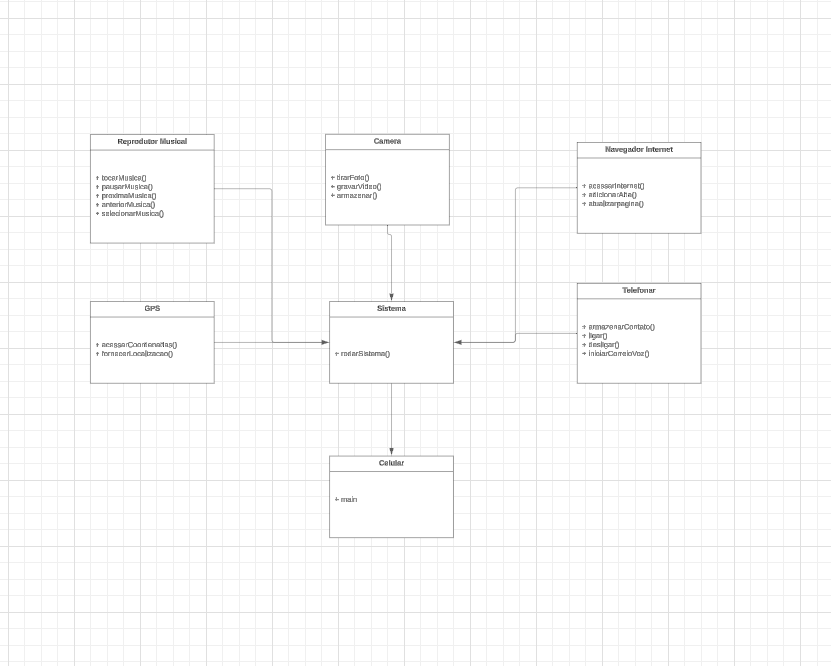 Reprodutor Musical
+ tocarMusica()
+ pausarMusica()
+ proximaMusica()
+ anteriorMusica()
+ selecionarMusica()
Camera
+ tirarFoto()
+ gravarVideo()
+ armazenar()
Navegador Internet
+ acessarInternet()
+ adicionarAba()
+ atualizarpagina()
GPS
+ acessarCoordenadas()
+ fornecerLocalizacao()
Sistema
+ rodarSistema()
Telefonar
+ armazenarContato()
+ ligar()
+ desligar()
+ iniciarCorreioVoz()
Celular
+ main